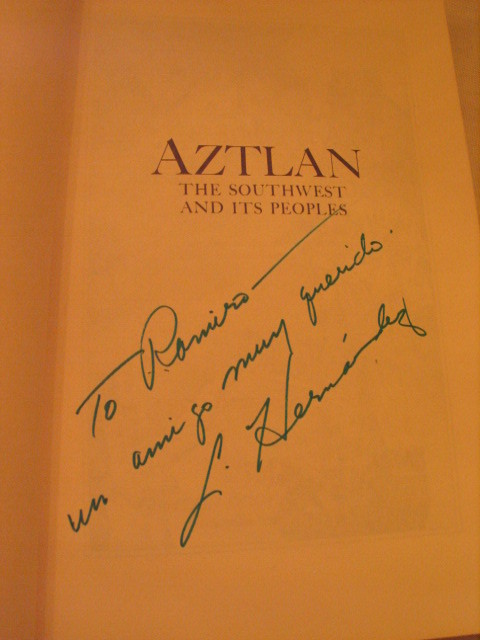 AZTLAN
THE SOUTHWEST
AND ITS PEOPLES
To Ramiro—
un amigo muy querido.
L. Hernández